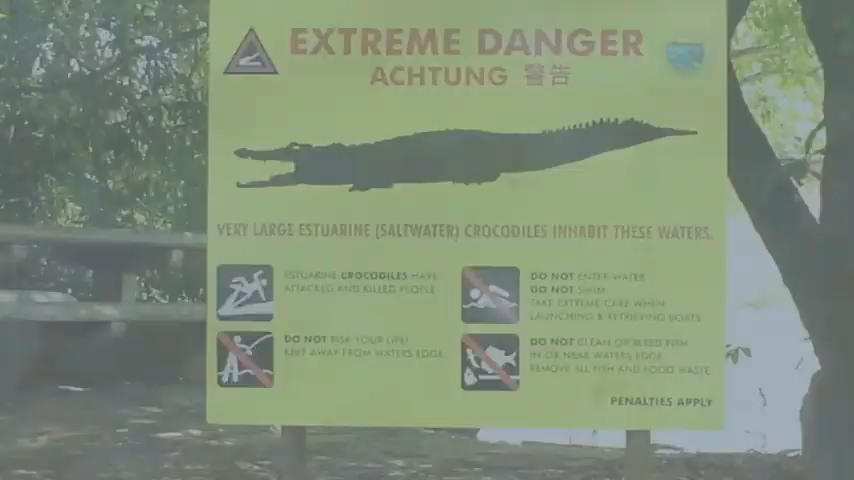 EXTREME DANGER
ACHTUNG 警告
VERY LARGE ESTUARINE (SALTWATER) CROCODILES INHABIT THESE WATERS.
ESTUARINE CROCODILES HAVE
ATTACKED AND KILLED PEOPLE
DO NOT RISK YOUR LIFE!
KEEP AWAY FROM WATERS EDGE
DO NOT ENTER WATER
DO NOT SWIM
TAKE EXTREME CARE WHEN
LAUNCHING & RETRIEVING BOATS
DO NOT CLEAN OR BLEED FISH
IN OR NEAR WATERS EDGE
REMOVE ALL FISH AND FOOD WASTE
PENALTIES APPLY